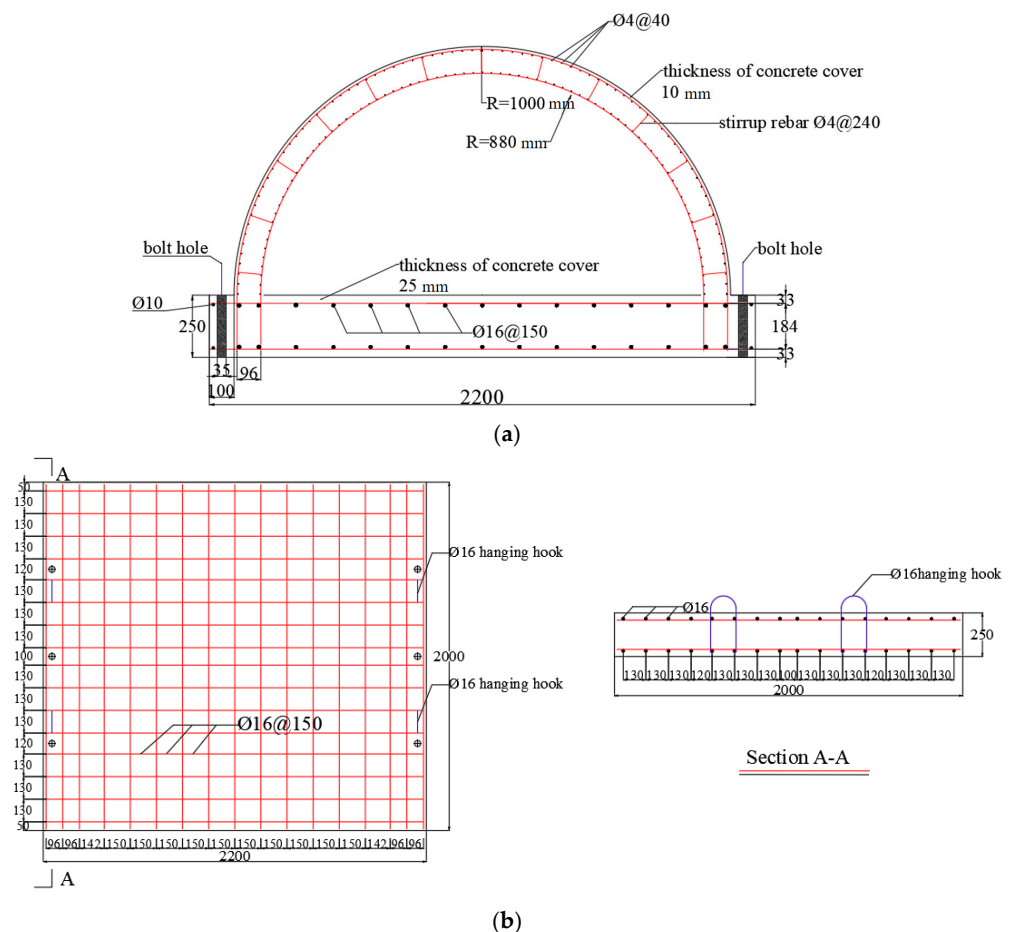 Ø4@40
thickness of concrete cover
10 mm
R=1000 mm
stirrup rebar Ø4@240
R=880 mm
bolt hole
bolt hole
thickness of concrete cover
25 mm
Ø10
33
250
Ø16@150
184
33
35
96
100
2200
(a)
A
50
130
130
130
120
130
130
100
130
130
120
130
130
50
Ø16 hanging hook
2000
Ø16 hanging hook
Ø16@150
96 96 142 150 150 150 150 150 150 150 150 150 150 142 96 96
2200
A
Ø16hanging hook
Ø16
250
130 130 130 120 130 130 130 100 130 130 130 120 130 130 130
2000
Section A-A
(b)